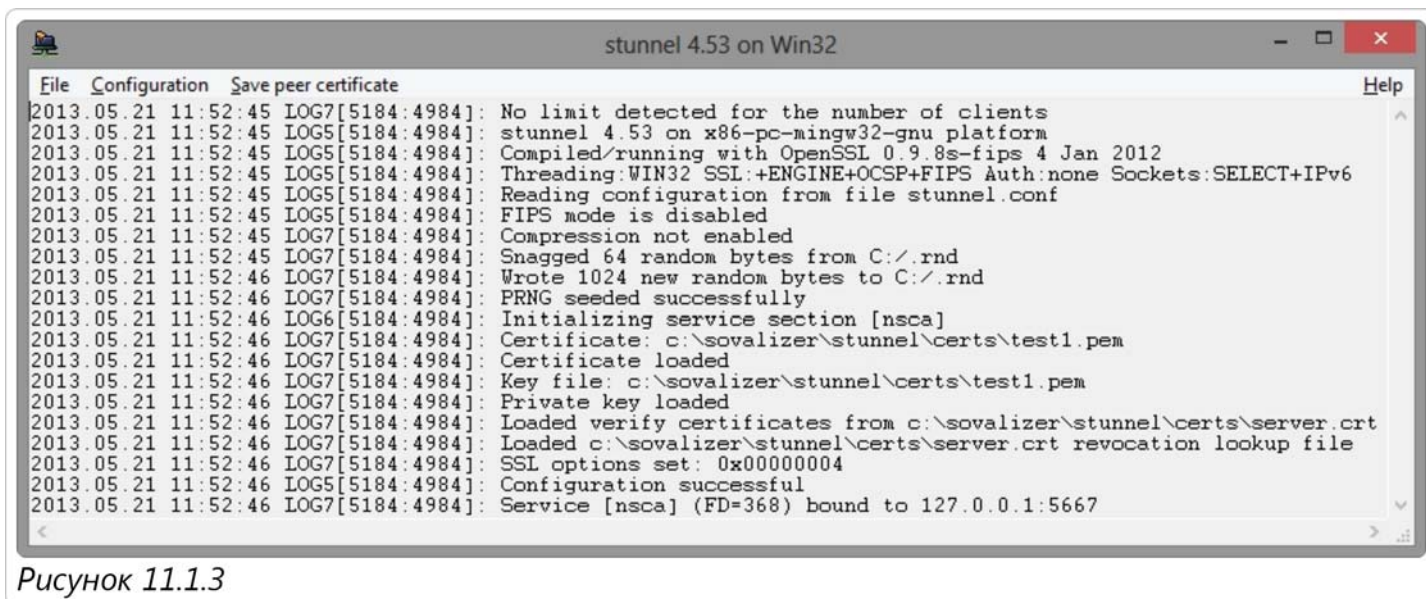 stunnel 4.53 on Win32
File Configuration Save peer certificate Help
2013.05.21 11:52:45 LOG7[5184:4984]: No limit detected for the number of clients
2013.05.21 11:52:45 LOG5[5184:4984]: stunnel 4.53 on x86-pc-mingw32-gnu platform
2013.05.21 11:52:45 LOG5[5184:4984]: Compiled/running with OpenSSL 0.9.8s-fips 4 Jan 2012
2013.05.21 11:52:45 LOG5[5184:4984]: Threading:WIN32 SSL:+ENGINE+OCSP+FIPS Auth:none Sockets:SELECT+IPv6
2013.05.21 11:52:45 LOG5[5184:4984]: Reading configuration from file stunnel.conf
2013.05.21 11:52:45 LOG5[5184:4984]: FIPS mode is disabled
2013.05.21 11:52:45 LOG7[5184:4984]: Compression not enabled
2013.05.21 11:52:45 LOG7[5184:4984]: Snagged 64 random bytes from C:/.rnd
2013.05.21 11:52:46 LOG7[5184:4984]: Wrote 1024 new random bytes to C:/.rnd
2013.05.21 11:52:46 LOG7[5184:4984]: PRNG seeded successfully
2013.05.21 11:52:46 LOG6[5184:4984]: Initializing service section [nsca]
2013.05.21 11:52:46 LOG7[5184:4984]: Certificate: c:\sovalizer\stunnel\certs\test1.pem
2013.05.21 11:52:46 LOG7[5184:4984]: Certificate loaded
2013.05.21 11:52:46 LOG7[5184:4984]: Key file: c:\sovalizer\stunnel\certs\test1.pem
2013.05.21 11:52:46 LOG7[5184:4984]: Private key loaded
2013.05.21 11:52:46 LOG7[5184:4984]: Loaded verify certificates from c:\sovalizer\stunnel\certs\server.crt
2013.05.21 11:52:46 LOG7[5184:4984]: Loaded c:\sovalizer\stunnel\certs\server.crt revocation lookup file
2013.05.21 11:52:46 LOG7[5184:4984]: SSL options set: 0x00000004
2013.05.21 11:52:46 LOG5[5184:4984]: Configuration successful
2013.05.21 11:52:46 LOG7[5184:4984]: Service [nsca] (FD=368) bound to 127.0.0.1:5667
Рисунок 11.1.3